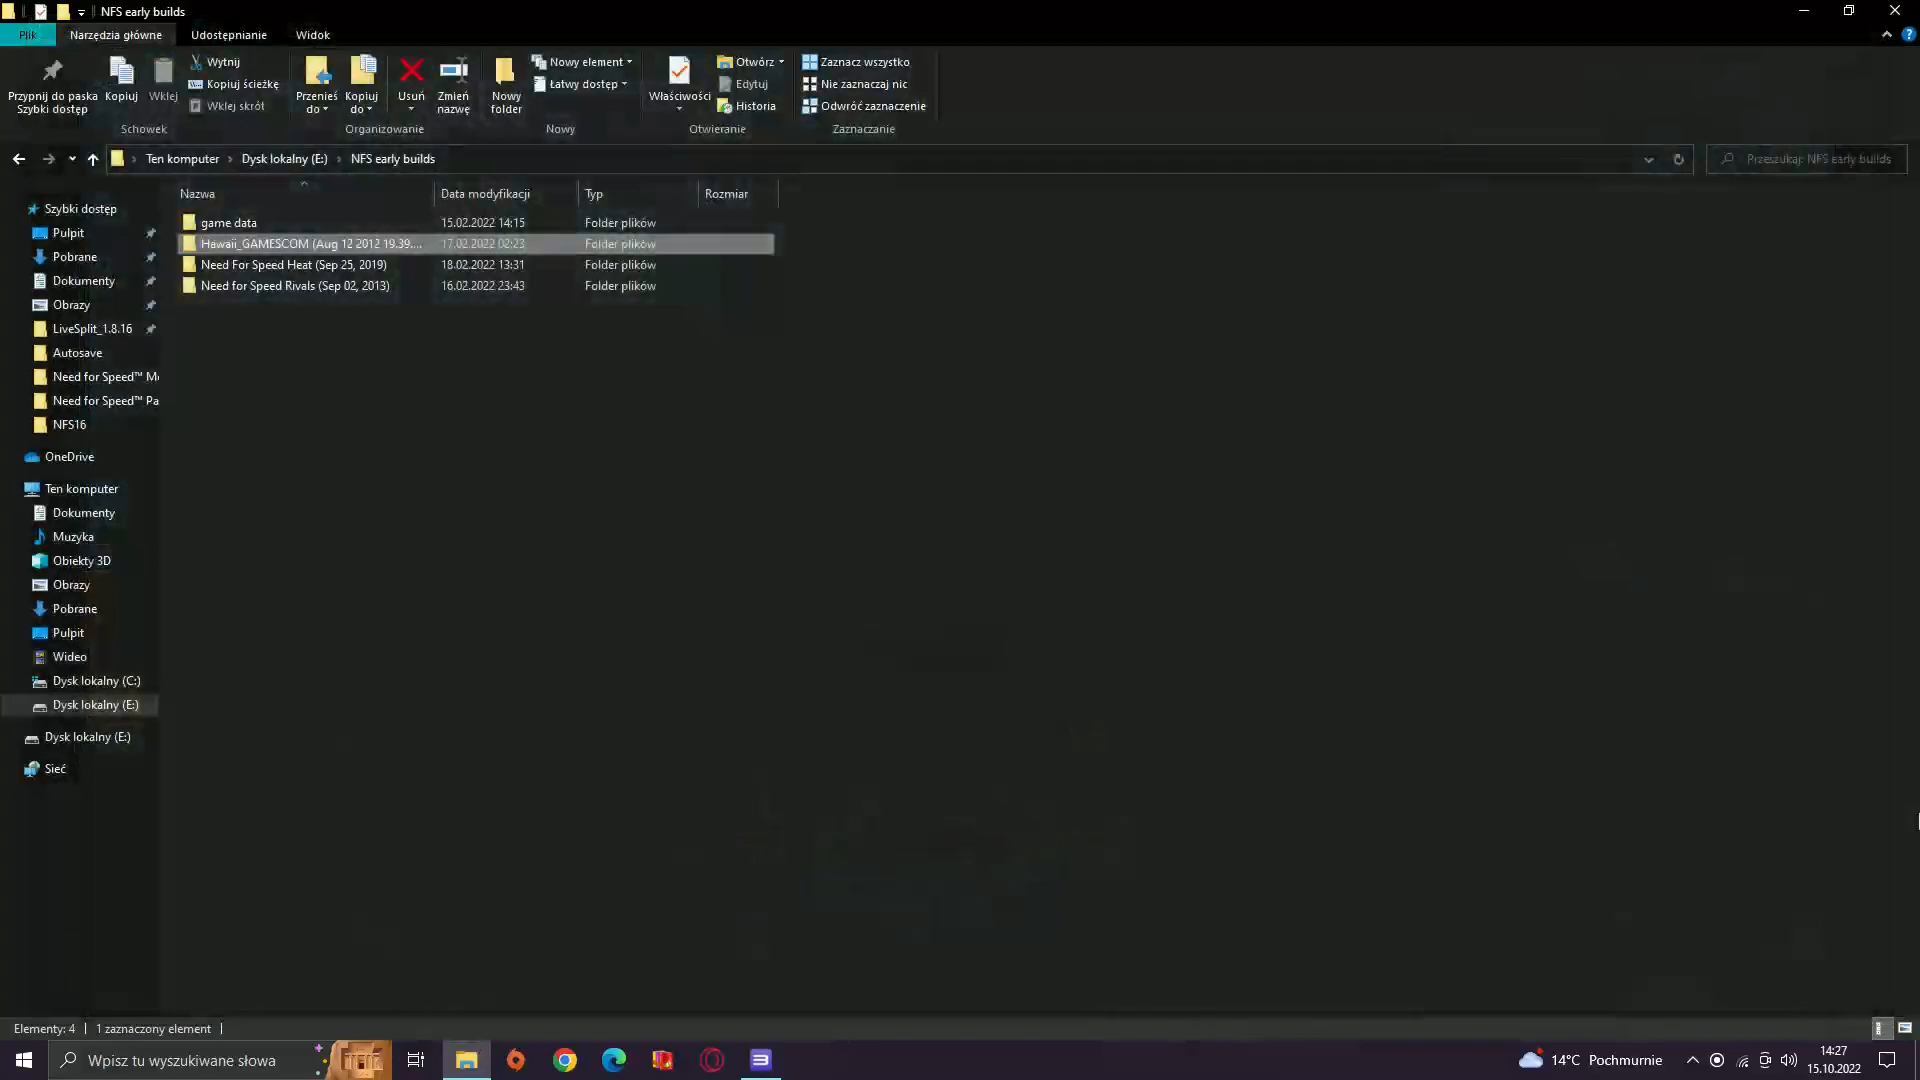 NFS early builds
Plik Narzędzia główne Udostępnianie Widok
Przypnij do paska Szybki dostęp
Kopiuj
Wklej
Wytnij
Kopiuj ścieżkę
Wklej skrót
Schowek
Przenieś do
Kopiuj do
Usuń
Zmień nazwę
Organizowanie
Nowy folder
Nowy element
Łatwy dostęp
Nowy
Właściwości
Otwórz
Edytuj
Historia
Otwieranie
Zaznacz wszystko
Nie zaznaczaj nic
Odwróć zaznaczenie
Zaznaczanie
Ten komputer › Dysk lokalny (E:) › NFS early builds
Przeszukaj: NFS early builds
Nazwa Data modyfikacji Typ Rozmiar
game data 15.02.2022 14:15 Folder plików
Hawaii_GAMESCOM (Aug 12 2012 19.39.... 17.02.2022 02:23 Folder plików
Need For Speed Heat (Sep 25, 2019) 18.02.2022 13:31 Folder plików
Need for Speed Rivals (Sep 02, 2013) 16.02.2022 23:43 Folder plików
Szybki dostęp
Pulpit
Pobrane
Dokumenty
Obrazy
LiveSplit_1.8.16
Autosave
Need for Speed™ Mo
Need for Speed™ Pa
NFS16
OneDrive
Ten komputer
Dokumenty
Muzyka
Obiekty 3D
Obrazy
Pobrane
Pulpit
Wideo
Dysk lokalny (C:)
Dysk lokalny (E:)
Dysk lokalny (E:)
Sieć
Elementy: 4 1 zaznaczony element
Wpisz tu wyszukiwane słowa
14°C Pochmurnie
14:27
15.10.2022